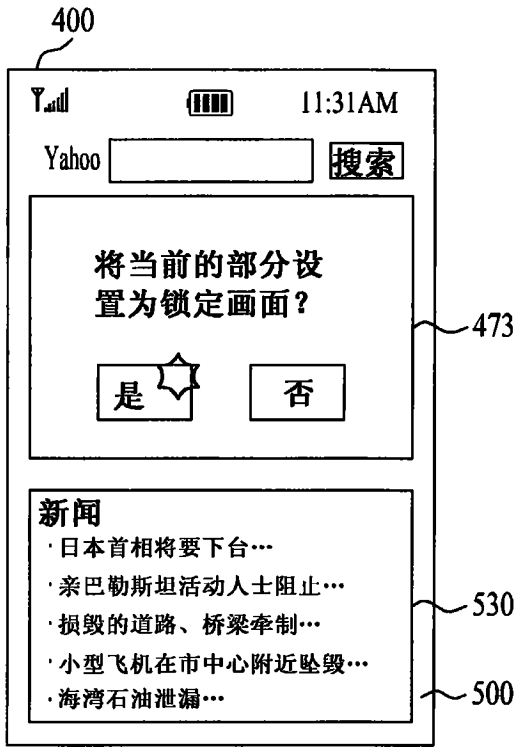 400
11:31AM
Yahoo 搜索
将当前的部分设
置为锁定画面？
473
是 否
新闻
·日本首相将要下台…
·亲巴勒斯坦活动人士阻止…
·损毁的道路、桥梁牵制…
530
·小型飞机在市中心附近坠毁…
500
·海湾石油泄漏…